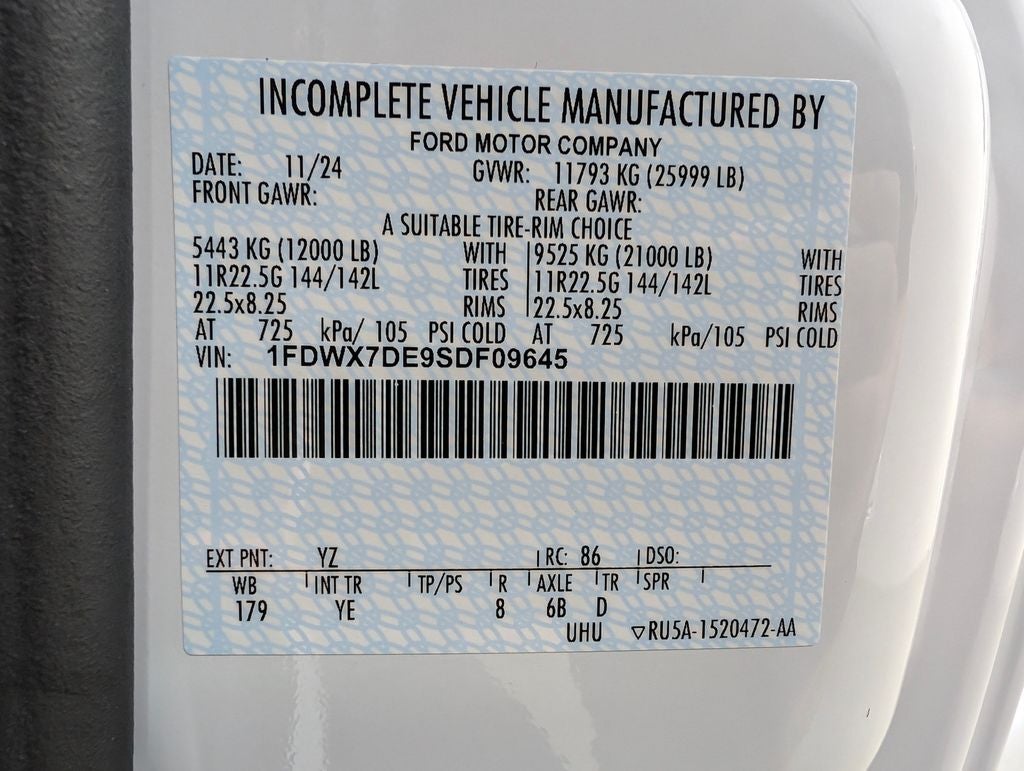 INCOMPLETE VEHICLE MANUFACTURED BY
FORD MOTOR COMPANY
DATE: 11/24 GVWR: 11793 KG (25999 LB)
FRONT GAWR: REAR GAWR:
A SUITABLE TIRE-RIM CHOICE
5443 KG (12000 LB) WITH 9525 KG (21000 LB) WITH
11R22.5G 144/142L TIRES 11R22.5G 144/142L TIRES
22.5x8.25 RIMS 22.5x8.25 RIMS
AT 725 kPa/ 105 PSI COLD AT 725 kPa/105 PSI COLD
VIN: 1FDWX7DE9SDF09645
EXT PNT: YZ RC: 86 DSO:
WB INT TR TP/PS R AXLE TR SPR
179 YE 8 6B D
UHU ▽RU5A-1520472-AA